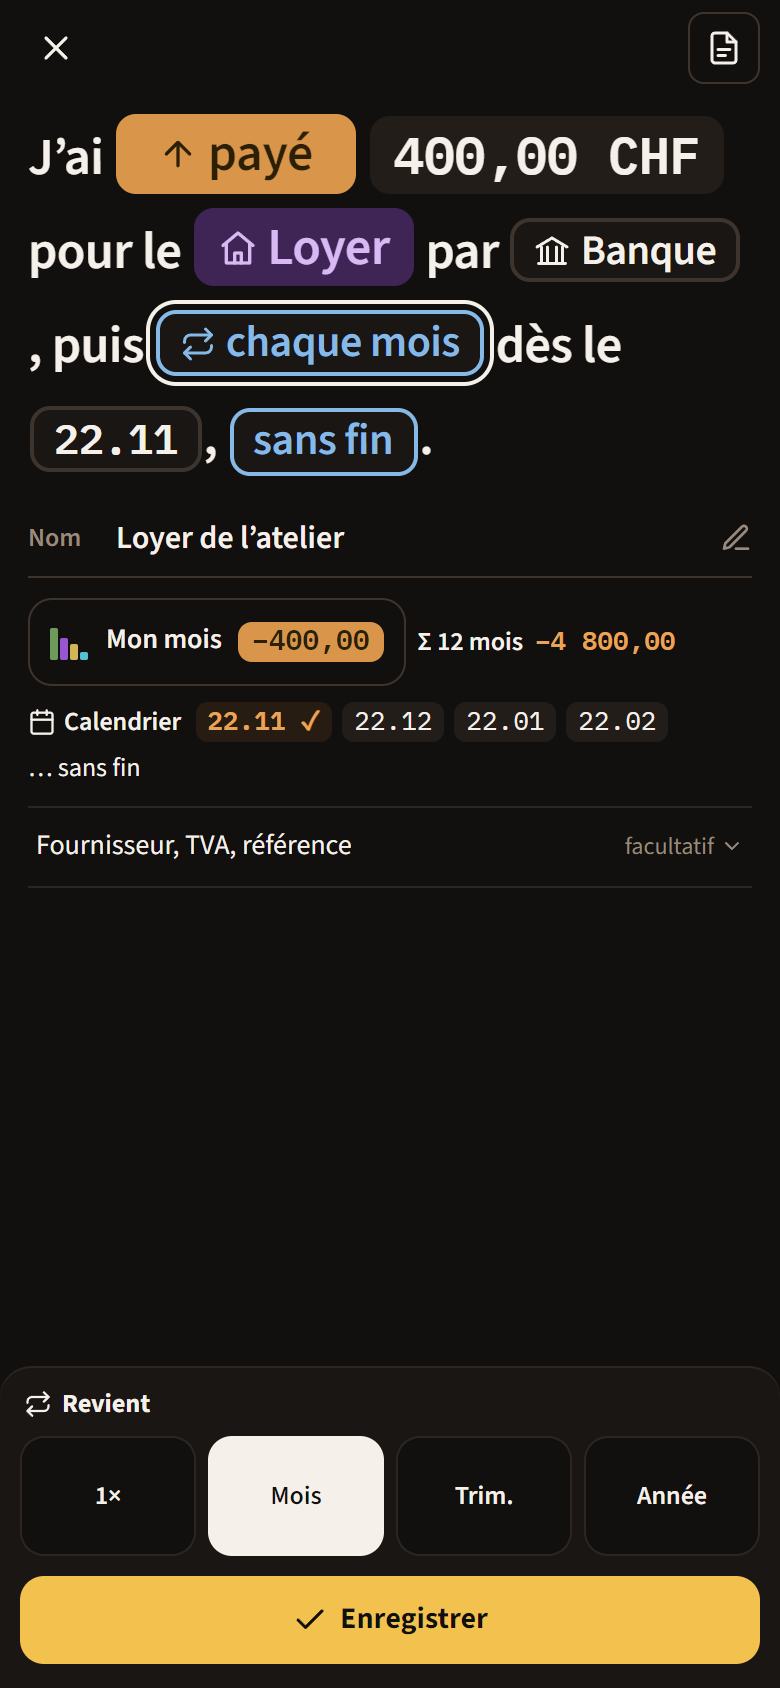 J’ai payé 400,00 CHF
pour le Loyer par Banque
, puis chaque mois dès le
22.11, sans fin.
Nom Loyer de l’atelier
Mon mois −400,00 Σ 12 mois −4 800,00
Calendrier 22.11 ✓ 22.12 22.01 22.02
… sans fin
Fournisseur, TVA, référence facultatif
Revient
1× Mois Trim. Année
Enregistrer